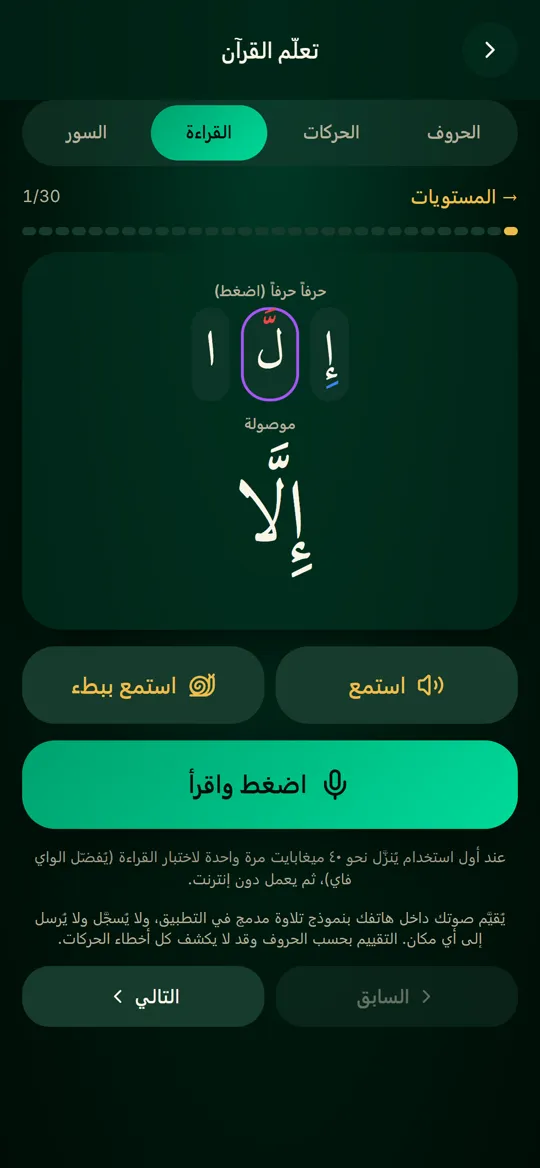 تعلّم القرآن
الحروف الحركات القراءة السور
→ المستويات 1/30
حرفاً حرفاً (اضغط)
إِ لَّ ا
موصولة
إِلَّا
استمع استمع ببطء
اضغط واقرأ
عند أول استخدام يُنزَّل نحو ٤٠ ميغابايت مرة واحدة لاختبار القراءة (يُفضّل الواي
فاي)، ثم يعمل دون إنترنت.
يُقيَّم صوتك داخل هاتفك بنموذج تلاوة مدمج في التطبيق، ولا يُسجَّل ولا يُرسل
إلى أي مكان. التقييم بحسب الحروف وقد لا يكشف كل أخطاء الحركات.
السابق التالي